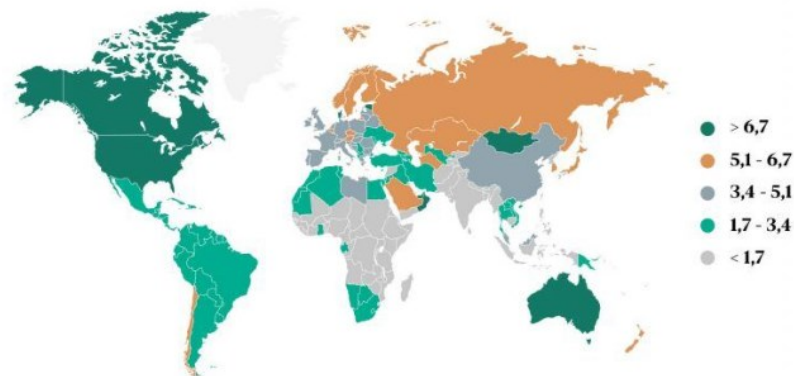 > 6,7
5,1 - 6,7
3,4 - 5,1
1,7 - 3,4
< 1,7